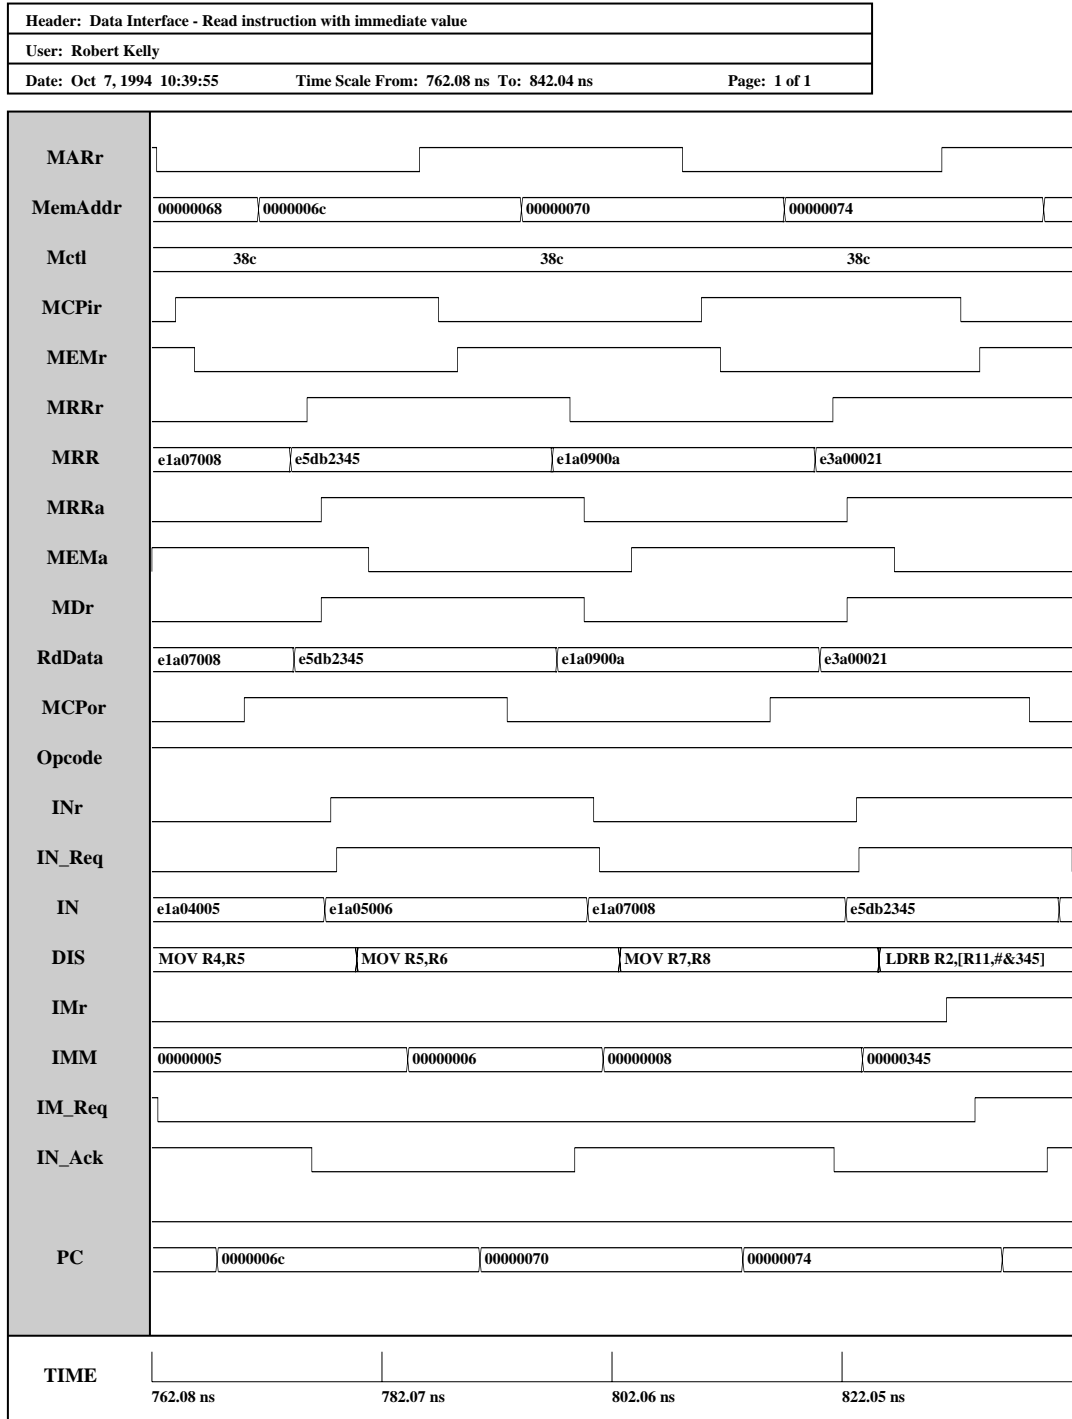 Header: Data Interface - Read instruction with immediate value
User: Robert Kelly
Date: Oct 7, 1994 10:39:55 Time Scale From: 762.08 ns To: 842.04 ns Page: 1 of 1
MARr
MemAddr 00000068 0000006c 00000070 00000074
Mctl 38c 38c 38c
MCPir
MEMr
MRRr
MRR e1a07008 e5db2345 e1a0900a e3a00021
MRRa
MEMa
MDr
RdData e1a07008 e5db2345 e1a0900a e3a00021
MCPor
Opcode
INr
IN_Req
IN e1a04005 e1a05006 e1a07008 e5db2345
DIS MOV R4,R5 MOV R5,R6 MOV R7,R8 LDRB R2,[R11,#&345]
IMr
IMM 00000005 00000006 00000008 00000345
IM_Req
IN_Ack
PC 0000006c 00000070 00000074
TIME
762.08 ns 782.07 ns 802.06 ns 822.05 ns